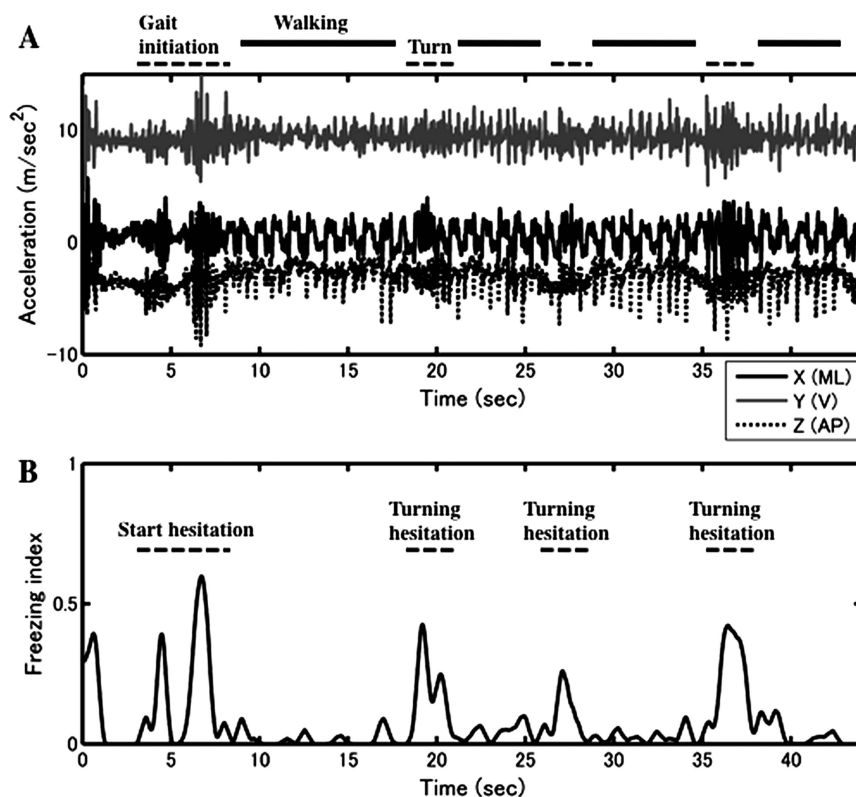 A
Gait
initiation
Walking
Turn
Acceleration (m/sec²)
10
0
-10
0 5 10 15 20 25 30 35 40
Time (sec)
X (ML)
Y (V)
Z (AP)
B
Freezing index
1
0.5
0
Start hesitation
Turning
hesitation
Turning
hesitation
Turning
hesitation
0 5 10 15 20 25 30 35 40
Time (sec)